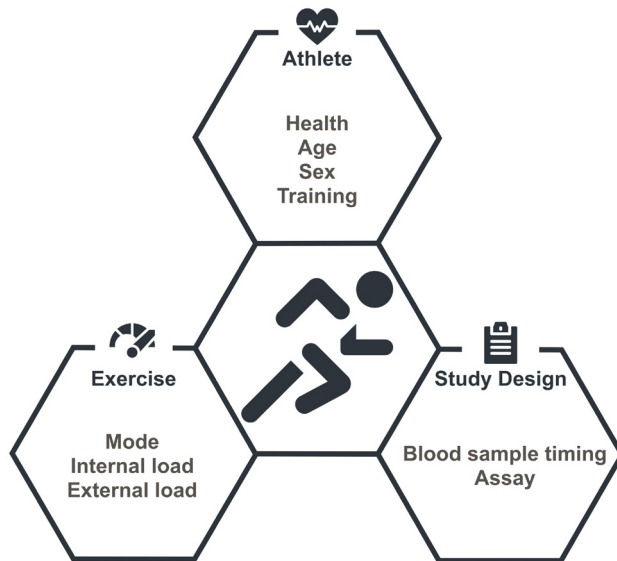 Athlete
Health
Age
Sex
Training
Exercise
Mode
Internal load
External load
Study Design
Blood sample timing
Assay